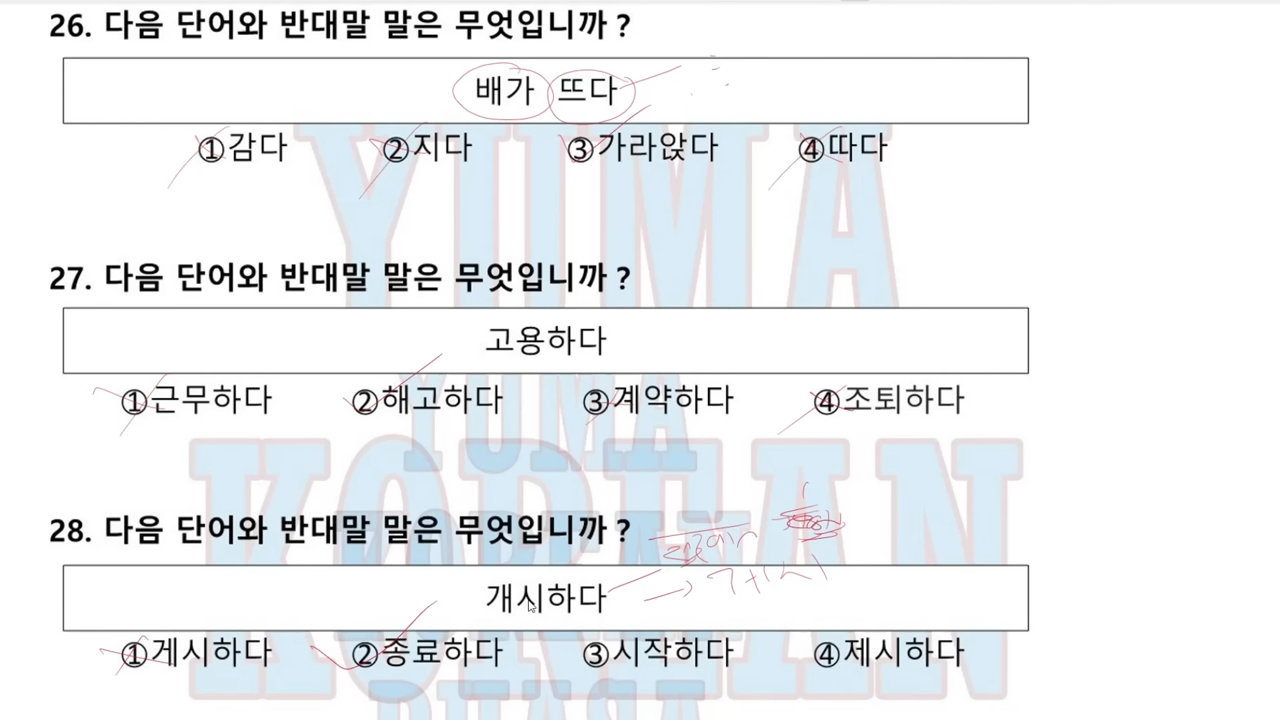 26. 다음 단어와 반대말 말은 무엇입니까?
배가 뜨다
①감다 ②지다 ③가라앉다 ④따다
27. 다음 단어와 반대말 말은 무엇입니까?
고용하다
①근무하다 ②해고하다 ③계약하다 ④조퇴하다
28. 다음 단어와 반대말 말은 무엇입니까?
개시하다
→ 개시
①게시하다 ②종료하다 ③시작하다 ④제시하다
YUMA
YUMA
KOREAN
KOREAN